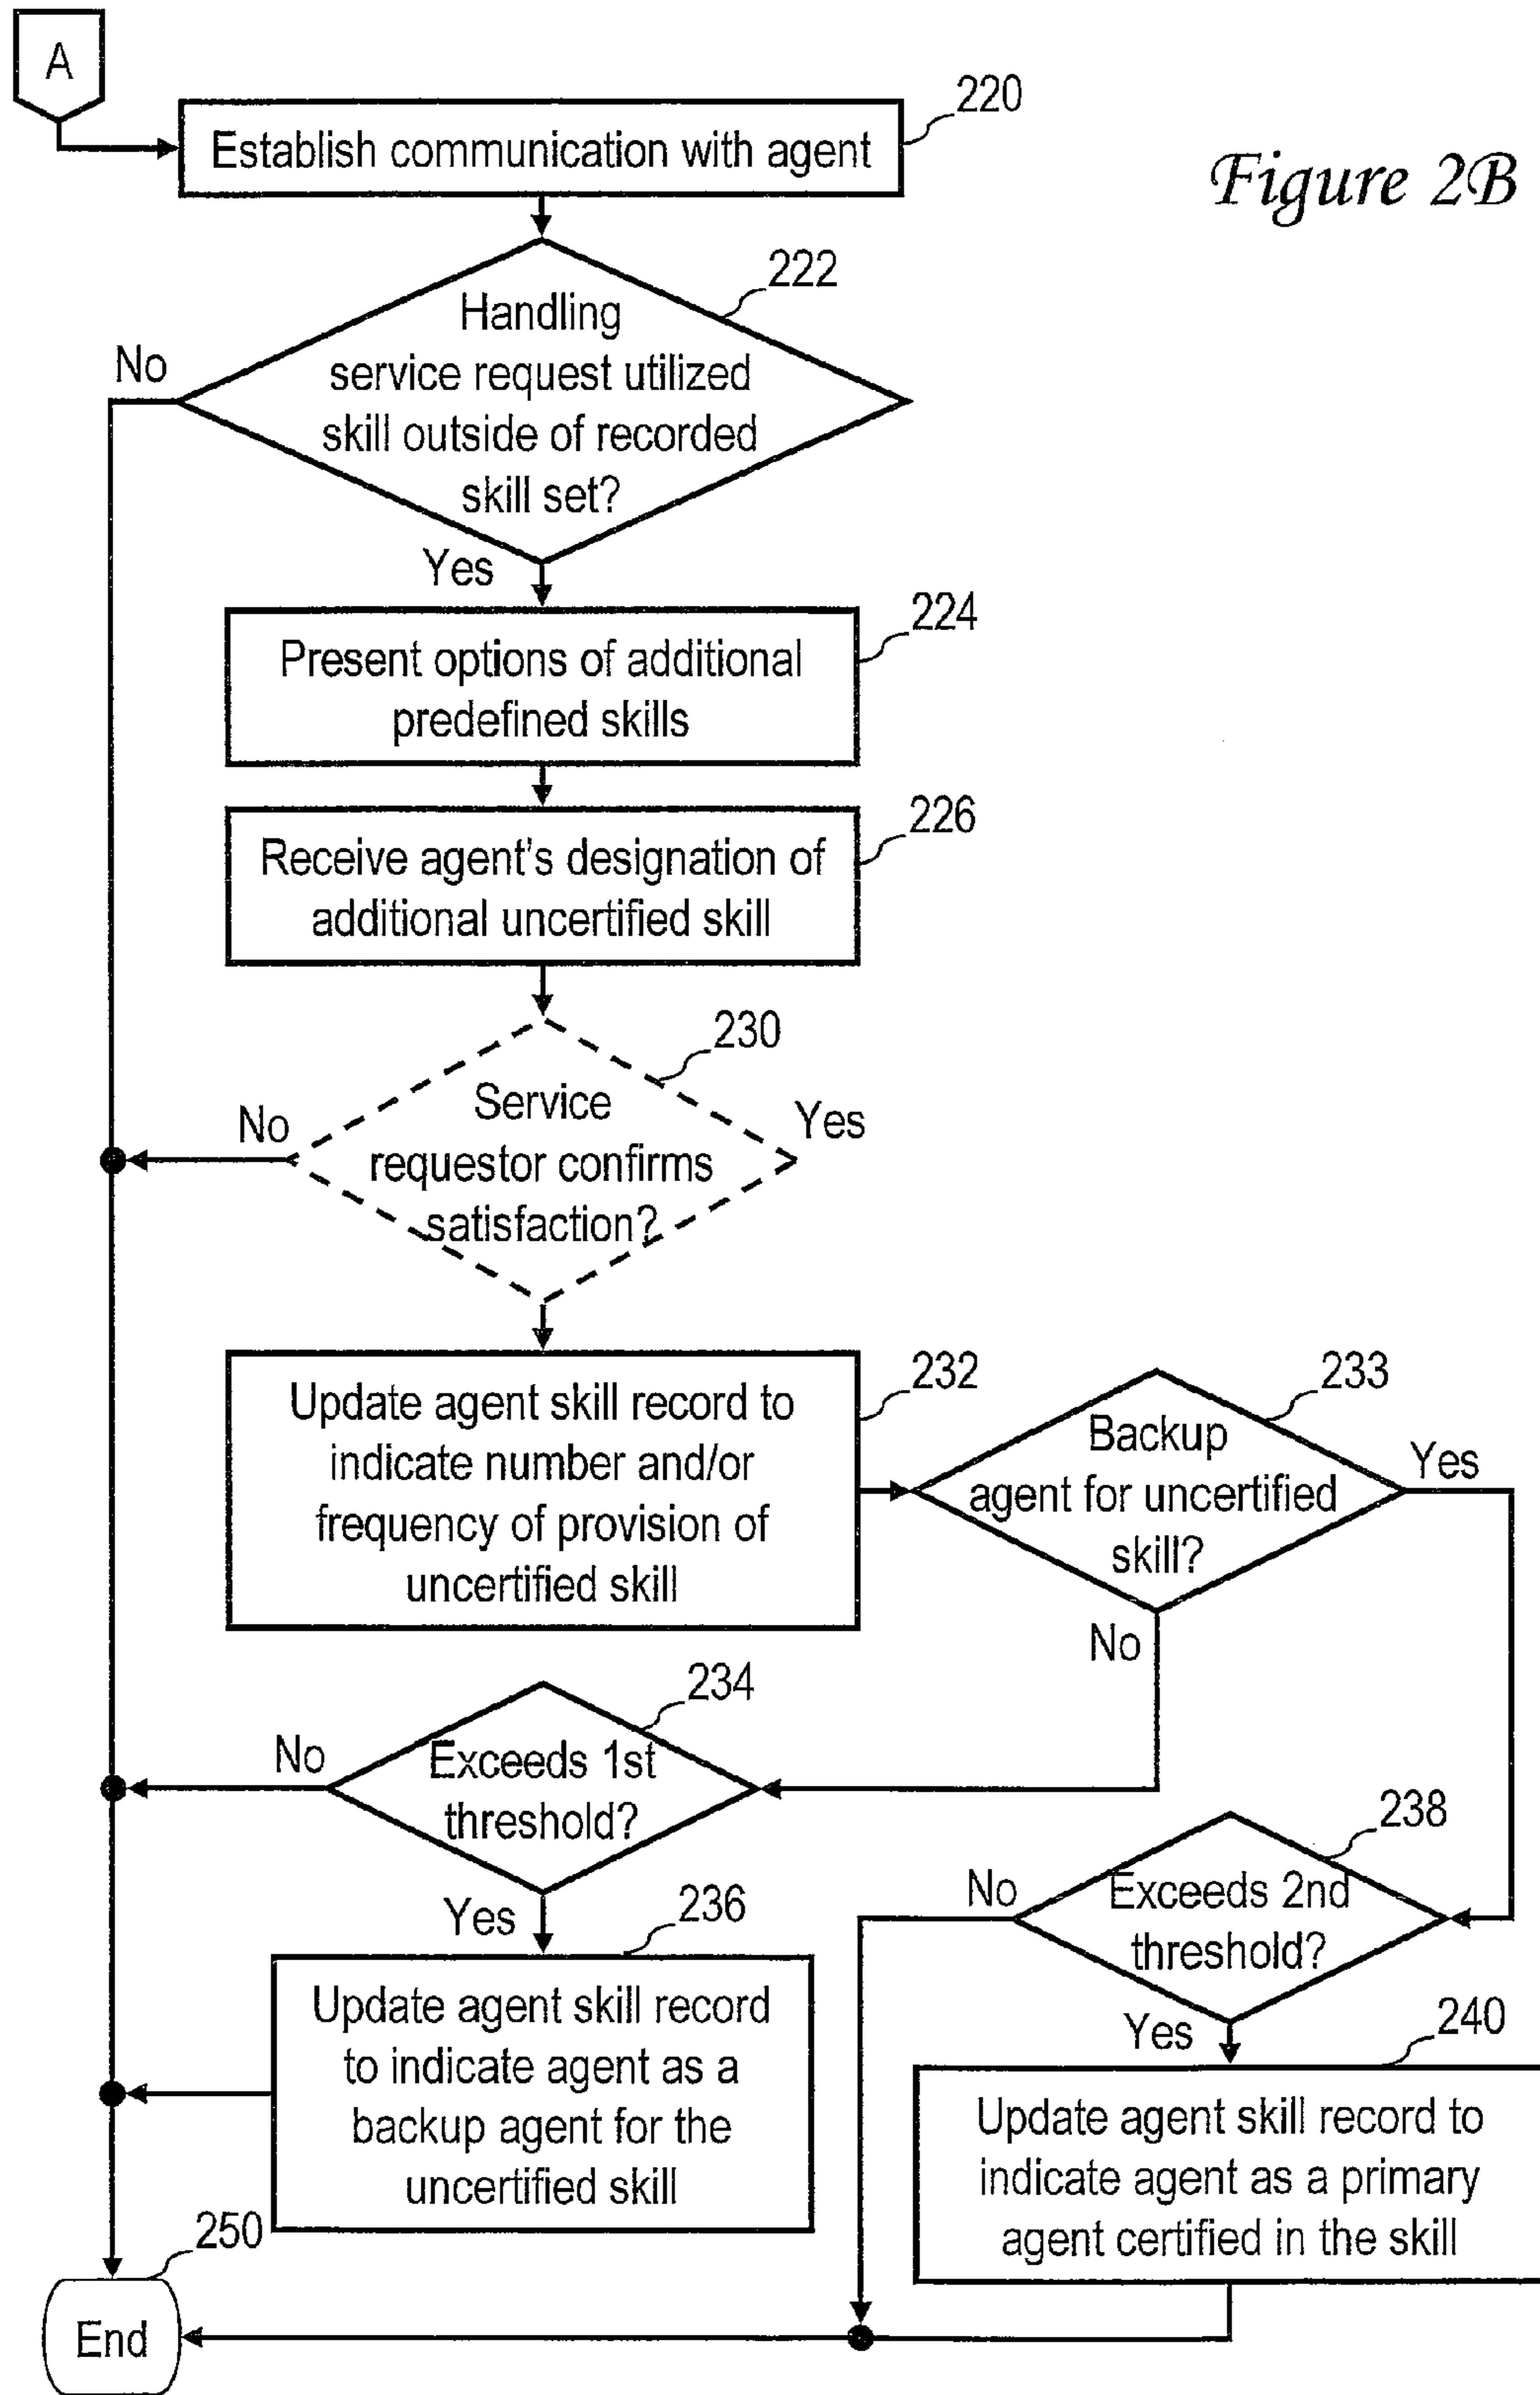 A
220
Establish communication with agent
Figure 2B
222
Handling
service request utilized
skill outside of recorded
skill set?
No
Yes
224
Present options of additional
predefined skills
226
Receive agent's designation of
additional uncertified skill
230
Service
requestor confirms
satisfaction?
No
Yes
232
Update agent skill record to
indicate number and/or
frequency of provision of
uncertified skill
233
Backup
agent for uncertified
skill?
Yes
No
234
Exceeds 1st
threshold?
No
Yes
238
Exceeds 2nd
threshold?
No
Yes
236
Update agent skill record
to indicate agent as a
backup agent for the
uncertified skill
240
Update agent skill record to
indicate agent as a primary
agent certified in the skill
250
End